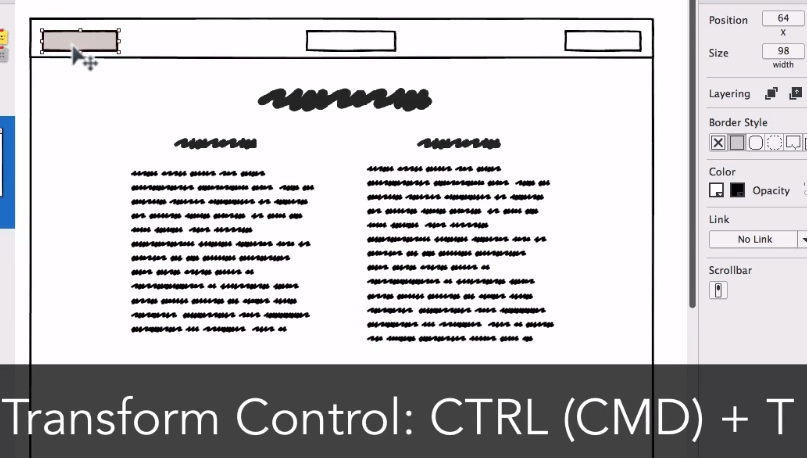 Position
64
X
Size
98
width
Layering
Border Style
Color
Opacity
Link
No Link
Scrollbar
Transform Control: CTRL (CMD) + T